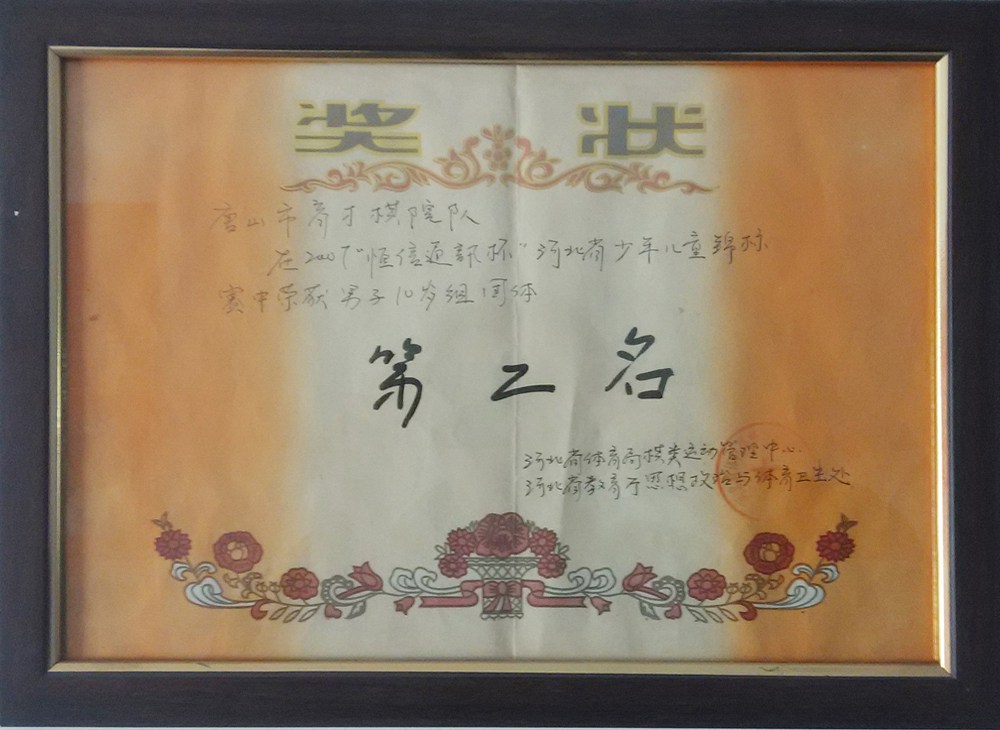 奖状
唐山市育才棋院队
在200 "恒信通讯杯"河北省少年儿童锦标
赛中荣获男子10岁组团体
第二名
河北省体育局棋类运动管理中心
河北省教育厅思想政治与体育卫生处